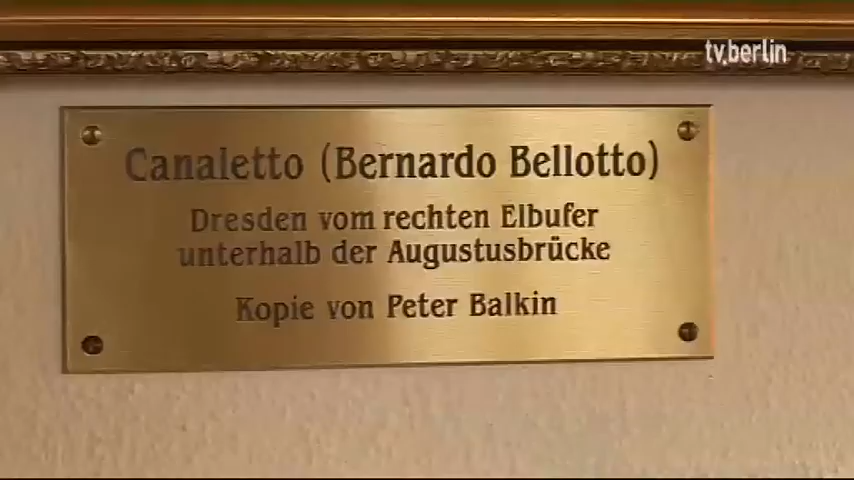 tv.berlin
Canaletto (Bernardo Bellotto)
Dresden vom rechten Elbufer
unterhalb der Augustusbrücke
Kopie von Peter Balkin